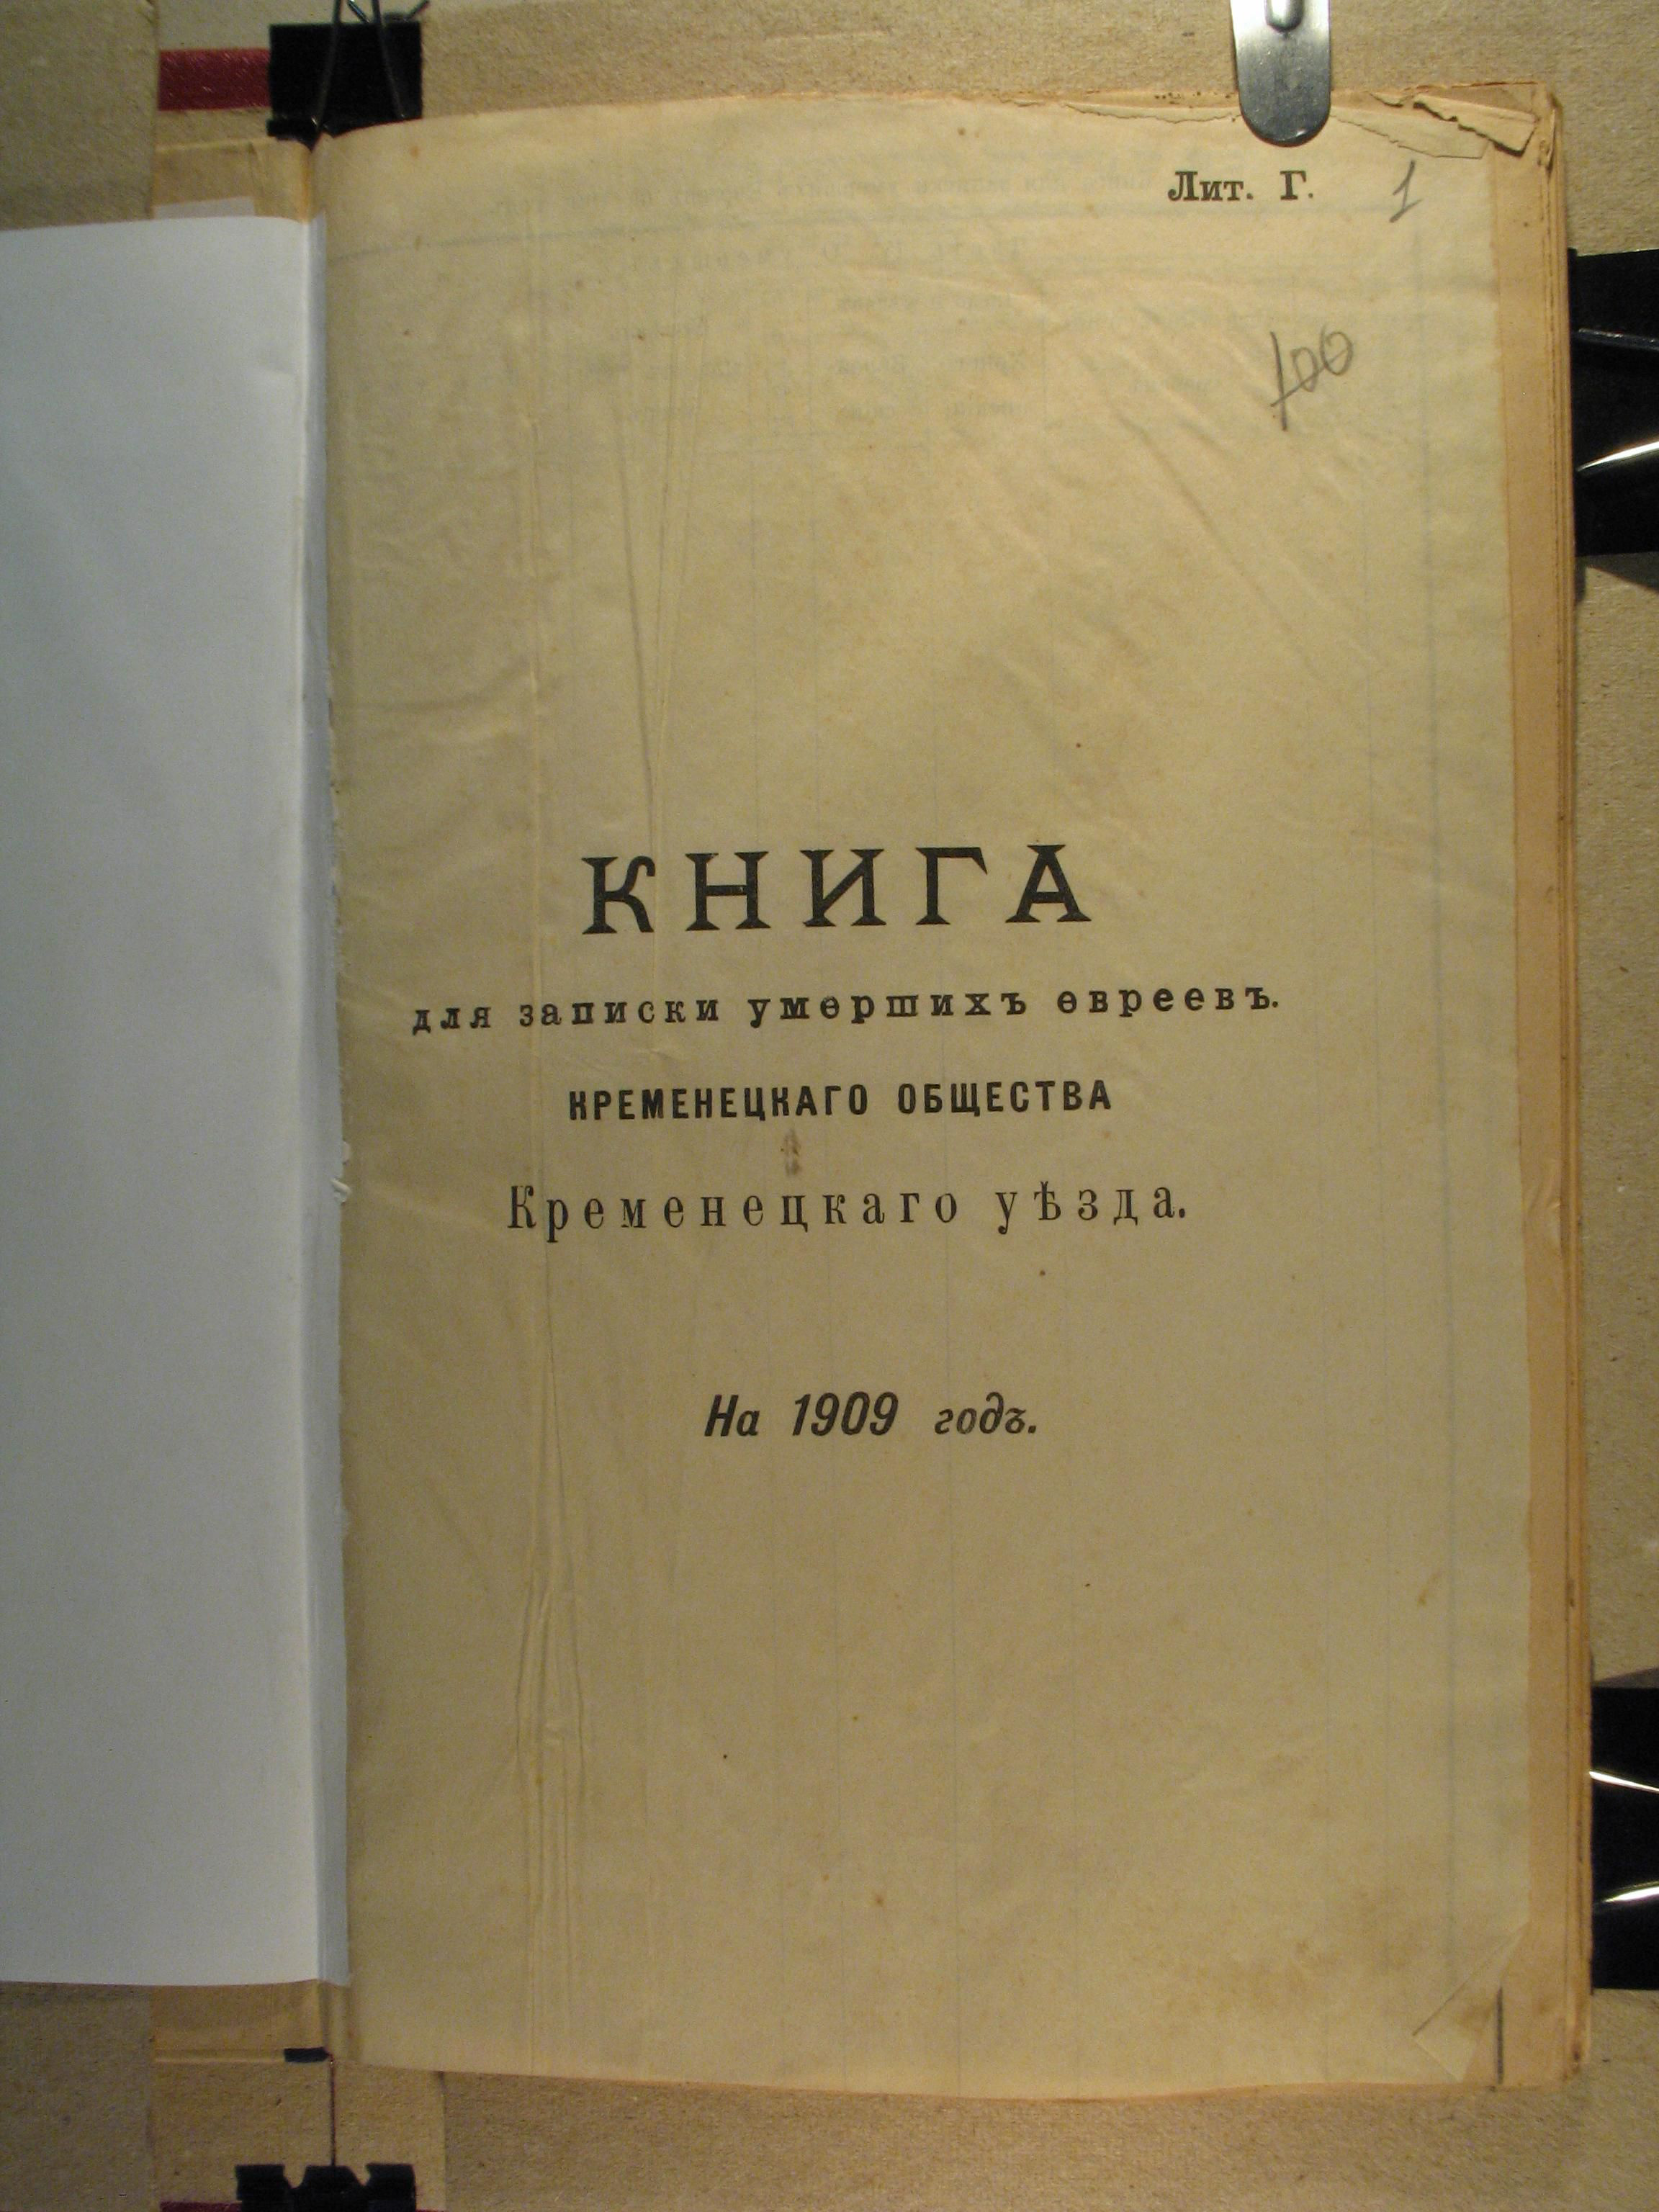 Лит. Г. 1
100
КНИГА
для записки умершихъ евреевъ.
КРЕМЕНЕЦКАГО ОБЩЕСТВА
Кременецкаго уѣзда.
На 1909 годъ.